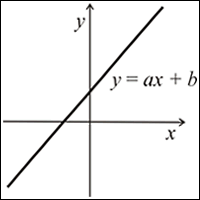 y
y = ax + b
x